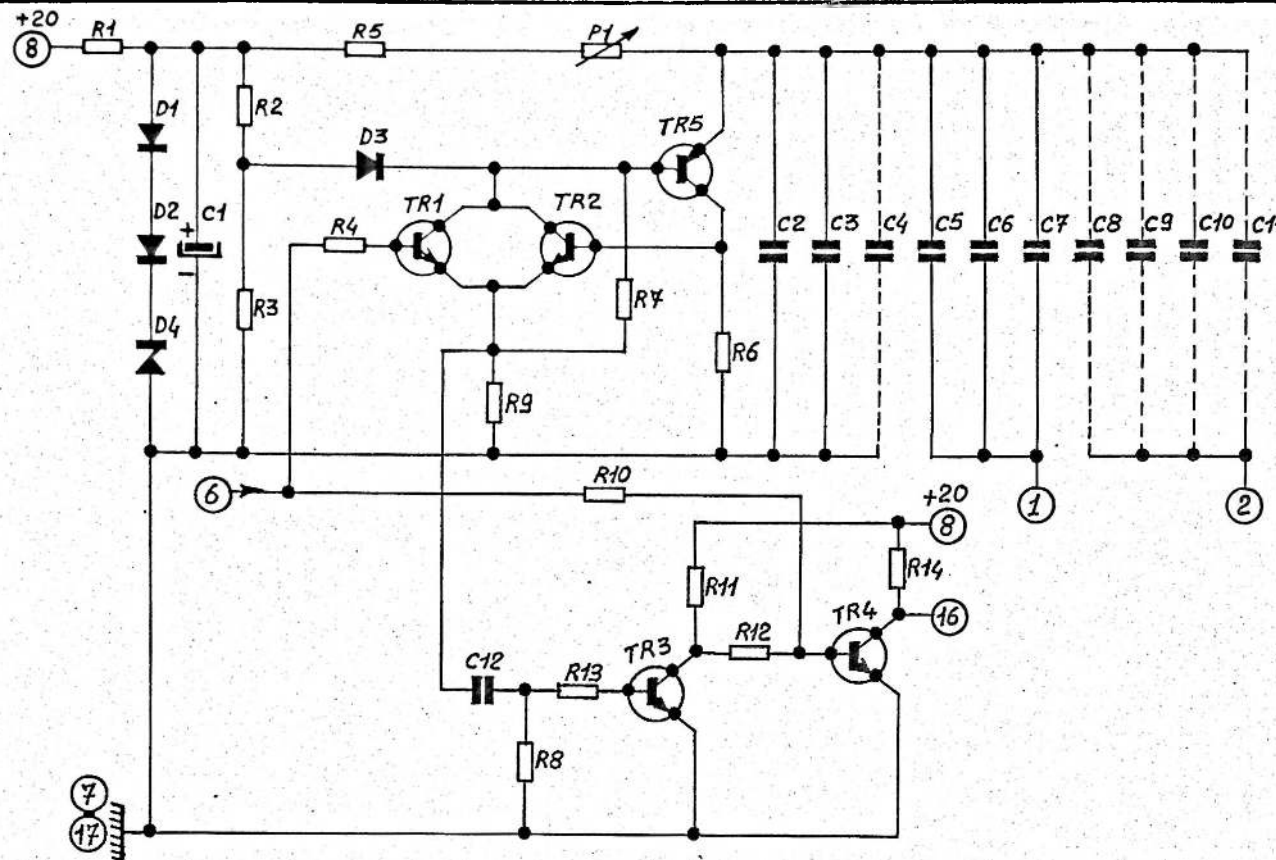 +20
8
R1
R5
P1
D1
R2
D3
TR5
D2
C1
+
-
R4
TR1
TR2
C2
C3
C4
C5
C6
C7
C8
C9
C10
D4
R3
R7
R6
R9
6
R10
1
2
+20
8
R11
R14
R12
TR4
16
C12
R13
TR3
R8
7
17